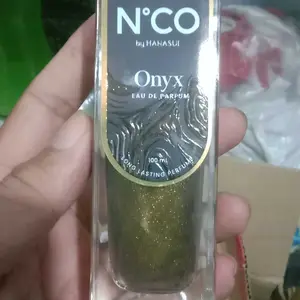 N°CO
by HANASUI
Onyx
EAU DE PARFUM
100 ml
LONG LASTING PERFUME